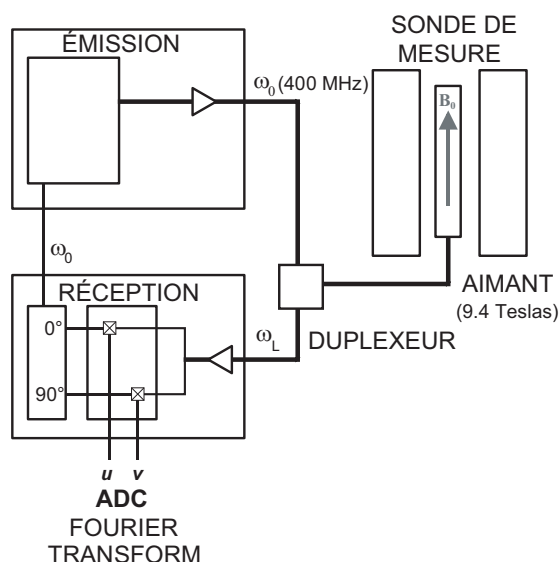 ÉMISSION
ω₀ (400 MHz)
SONDE DE
MESURE
B₀
ω₀
RÉCEPTION
0°
90°
ω_L
DUPLEXEUR
AIMANT
(9.4 Teslas)
u v
ADC
FOURIER
TRANSFORM